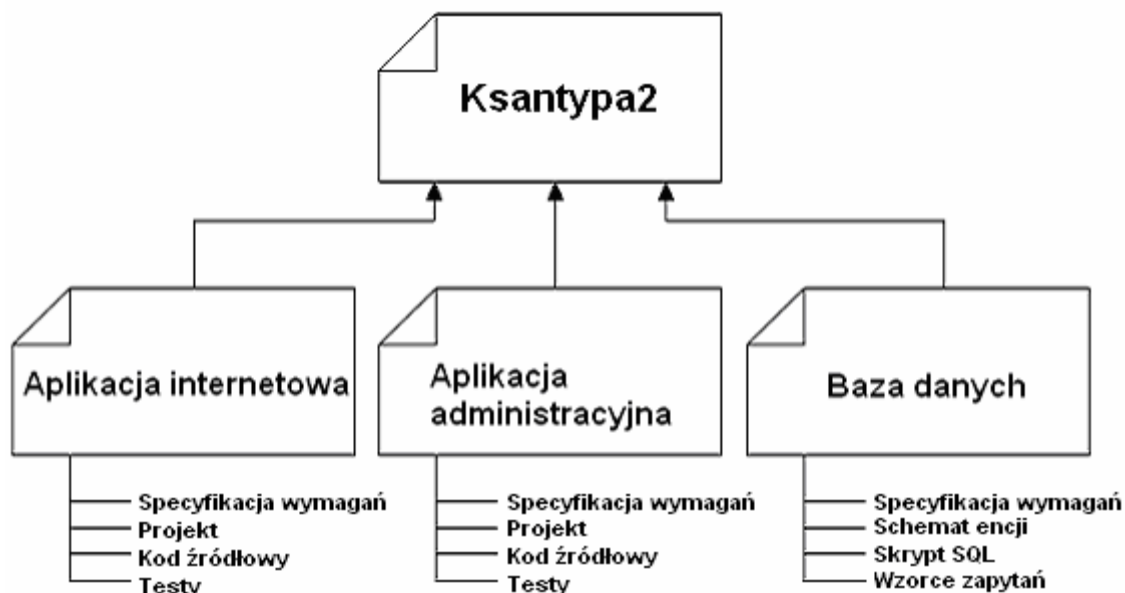 Ksantypa2
Aplikacja internetowa
Specyfikacja wymagań
Projekt
Kod źródłowy
Testy
Aplikacja
administracyjna
Specyfikacja wymagań
Projekt
Kod źródłowy
Testy
Baza danych
Specyfikacja wymagań
Schemat encji
Skrypt SQL
Wzorce zapytań